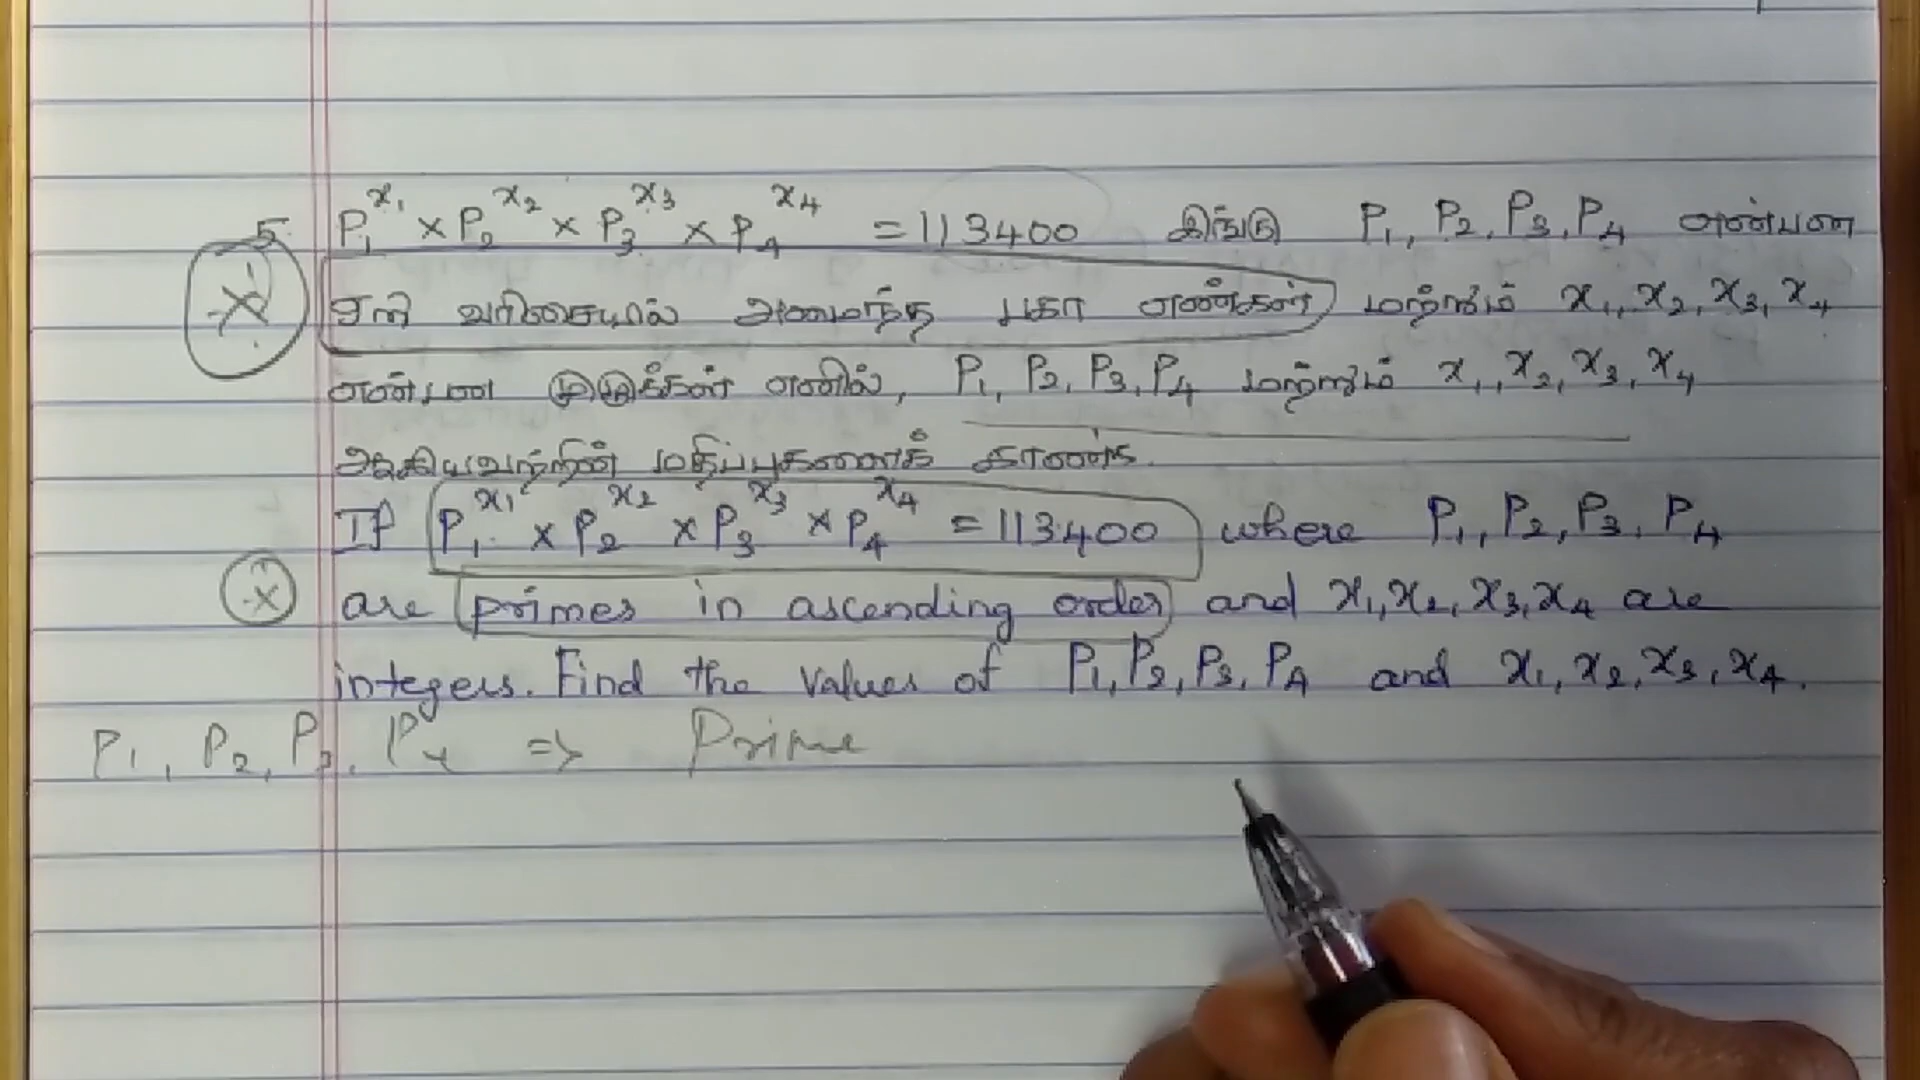 5. P₁^x₁ × P₂^x₂ × P₃^x₃ × P₄^x₄ = 113400 இங்கு P₁, P₂, P₃, P₄ என்பன
ஏறு வரிசையில் அமைந்த பகா எண்கள் மற்றும் x₁, x₂, x₃, x₄
என்பன முழுக்கள் எனில், P₁, P₂, P₃, P₄ மற்றும் x₁, x₂, x₃, x₄
ஆகியவற்றின் மதிப்புகளைக் காண்க.
If P₁^x₁ × P₂^x₂ × P₃^x₃ × P₄^x₄ = 113400 where P₁, P₂, P₃, P₄
are primes in ascending order and x₁, x₂, x₃, x₄ are
integers. Find the values of P₁, P₂, P₃, P₄ and x₁, x₂, x₃, x₄.
P₁, P₂, P₃, P₄ => Prime